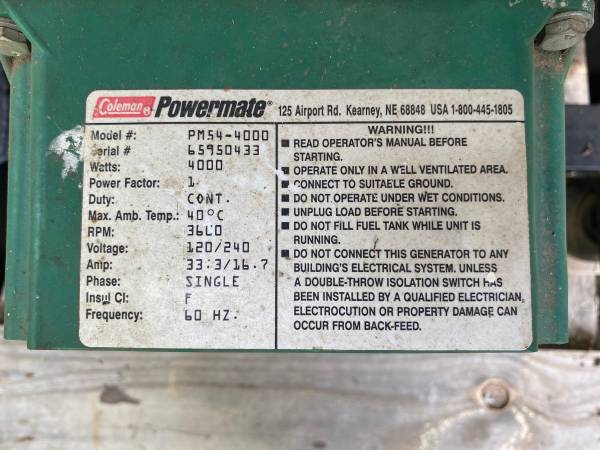 Coleman Powermate® 125 Airport Rd. Kearney, NE 68848 USA 1-800-445-1805
Model #: PM54-4000
Serial # 65950433
Watts: 4000
Power Factor: 1
Duty: CONT.
Max. Amb. Temp.: 40°C
RPM: 3600
Voltage: 120/240
Amp: 33.3/16.7
Phase: SINGLE
Insul Cl: F
Frequency: 60 HZ.
WARNING!!!
■ READ OPERATOR'S MANUAL BEFORE
STARTING.
■ OPERATE ONLY IN A WELL VENTILATED AREA.
■ CONNECT TO SUITABLE GROUND.
■ DO NOT OPERATE UNDER WET CONDITIONS.
■ UNPLUG LOAD BEFORE STARTING.
■ DO NOT FILL FUEL TANK WHILE UNIT IS
RUNNING.
■ DO NOT CONNECT THIS GENERATOR TO ANY
BUILDING'S ELECTRICAL SYSTEM. UNLESS
A DOUBLE-THROW ISOLATION SWITCH HAS
BEEN INSTALLED BY A QUALIFIED ELECTRICIAN,
ELECTROCUTION OR PROPERTY DAMAGE CAN
OCCUR FROM BACK-FEED.